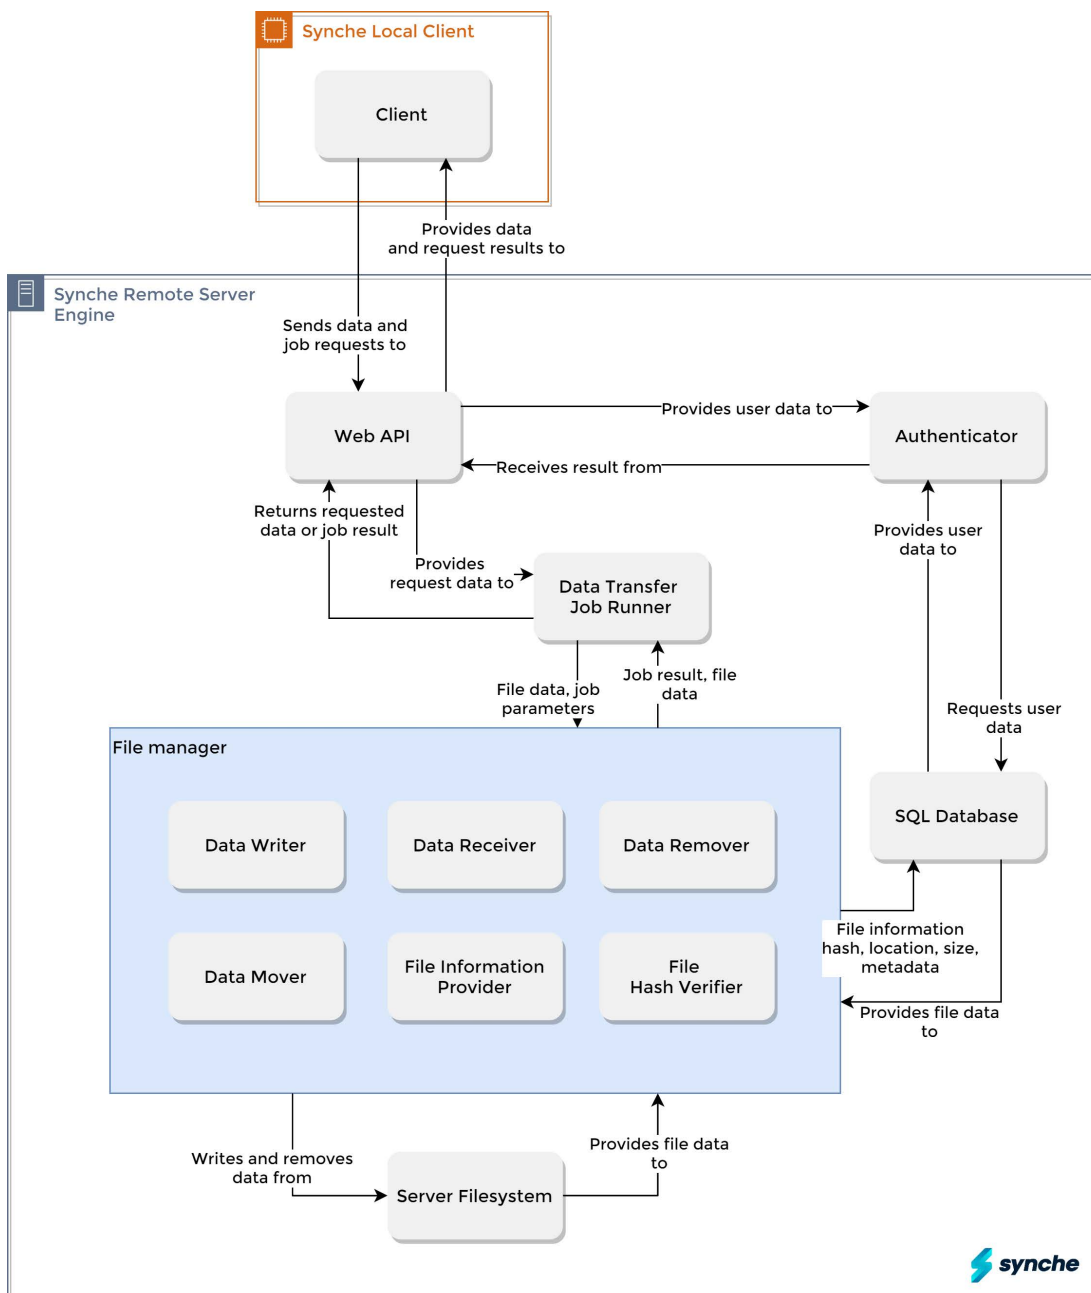 Synche Local Client
Client
Provides data
and request results to
Synche Remote Server
Engine
Sends data and
job requests to
Web API
Provides user data to
Authenticator
Receives result from
Returns requested
data or job result
Provides user
data to
Provides
request data to
Data Transfer
Job Runner
File data, job
parameters
Job result, file
data
Requests user
data
File manager
SQL Database
Data Writer
Data Receiver
Data Remover
File information
hash, location, size,
metadata
Data Mover
File Information
Provider
File
Hash Verifier
Provides file data
to
Writes and removes
data from
Provides file data
to
Server Filesystem
synche